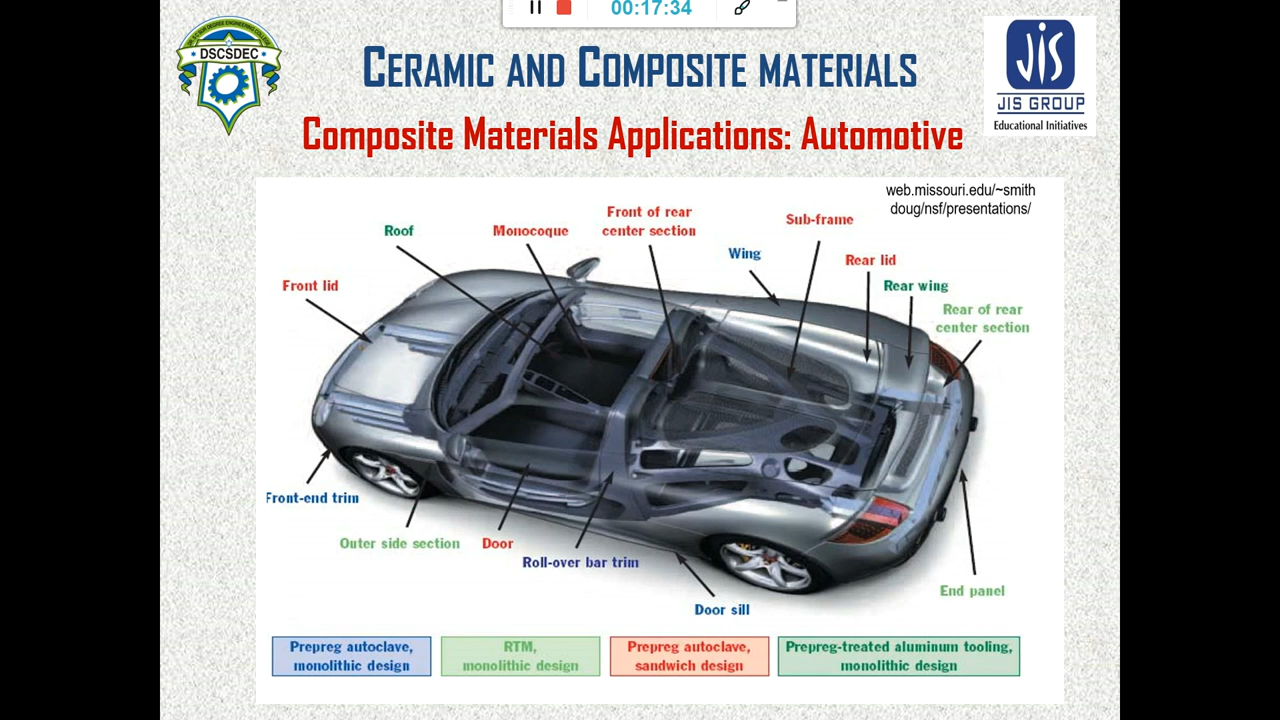 00:17:34
DSCSDEC
CERAMIC AND COMPOSITE MATERIALS
JIS
JIS GROUP
Educational Initiatives
Composite Materials Applications: Automotive
web.missouri.edu/~smith
doug/nsf/presentations/
Front of rear
center section
Sub-frame
Roof
Monocoque
Wing
Rear lid
Front lid
Rear wing
Rear of rear
center section
Front-end trim
Outer side section
Door
Roll-over bar trim
End panel
Door sill
Prepreg autoclave,
monolithic design
RTM,
monolithic design
Prepreg autoclave,
sandwich design
Prepreg-treated aluminum tooling,
monolithic design